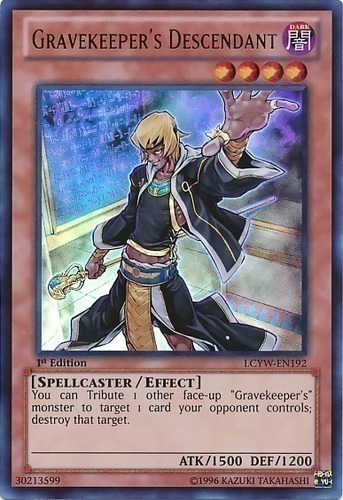 GRAVEKEEPER'S DESCENDANT
DARK
闇
1st Edition
LCYW-EN192
[SPELLCASTER / EFFECT]
You can Tribute 1 other face-up "Gravekeeper's"
monster to target 1 card your opponent controls;
destroy that target.
ATK/1500 DEF/1200
30213599
©1996 KAZUKI TAKAHASHI